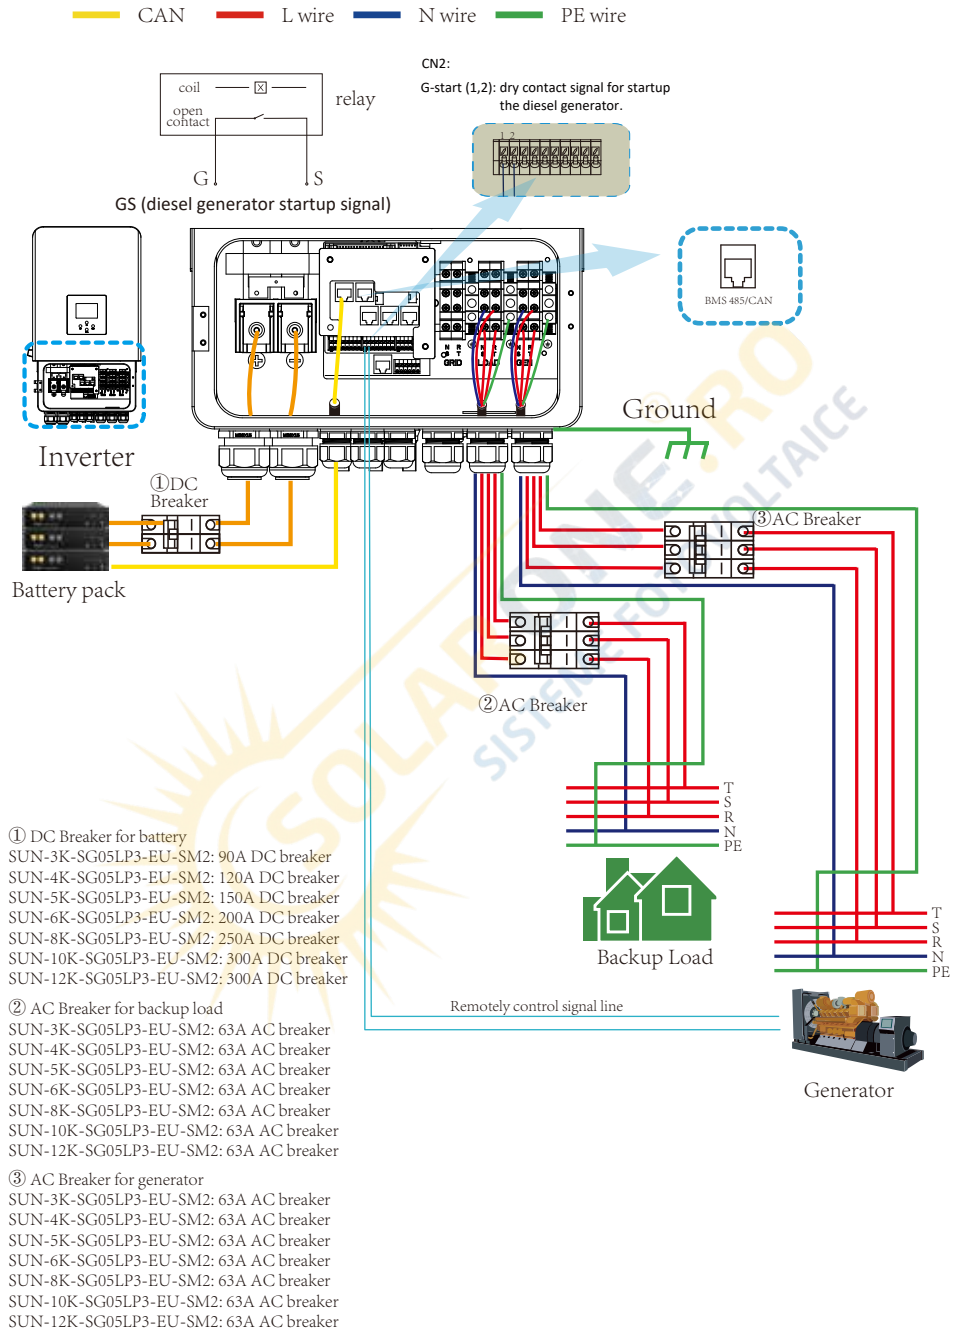 CAN L wire N wire PE wire
CN2:
G-start (1,2): dry contact signal for startup
the diesel generator.
coil
open
contact
relay
1 2
G S
GS (diesel generator startup signal)
BMS 485/CAN
GRID LOAD GEN
Ground
Inverter
①DC
Breaker
③AC Breaker
Battery pack
②AC Breaker
T
S
R
N
PE
Backup Load
T
S
R
N
PE
Remotely control signal line
Generator
① DC Breaker for battery
SUN-3K-SG05LP3-EU-SM2: 90A DC breaker
SUN-4K-SG05LP3-EU-SM2: 120A DC breaker
SUN-5K-SG05LP3-EU-SM2: 150A DC breaker
SUN-6K-SG05LP3-EU-SM2: 200A DC breaker
SUN-8K-SG05LP3-EU-SM2: 250A DC breaker
SUN-10K-SG05LP3-EU-SM2: 300A DC breaker
SUN-12K-SG05LP3-EU-SM2: 300A DC breaker
② AC Breaker for backup load
SUN-3K-SG05LP3-EU-SM2: 63A AC breaker
SUN-4K-SG05LP3-EU-SM2: 63A AC breaker
SUN-5K-SG05LP3-EU-SM2: 63A AC breaker
SUN-6K-SG05LP3-EU-SM2: 63A AC breaker
SUN-8K-SG05LP3-EU-SM2: 63A AC breaker
SUN-10K-SG05LP3-EU-SM2: 63A AC breaker
SUN-12K-SG05LP3-EU-SM2: 63A AC breaker
③ AC Breaker for generator
SUN-3K-SG05LP3-EU-SM2: 63A AC breaker
SUN-4K-SG05LP3-EU-SM2: 63A AC breaker
SUN-5K-SG05LP3-EU-SM2: 63A AC breaker
SUN-6K-SG05LP3-EU-SM2: 63A AC breaker
SUN-8K-SG05LP3-EU-SM2: 63A AC breaker
SUN-10K-SG05LP3-EU-SM2: 63A AC breaker
SUN-12K-SG05LP3-EU-SM2: 63A AC breaker
SOLARONE.RO
SISTEME FOTOVOLTAICE